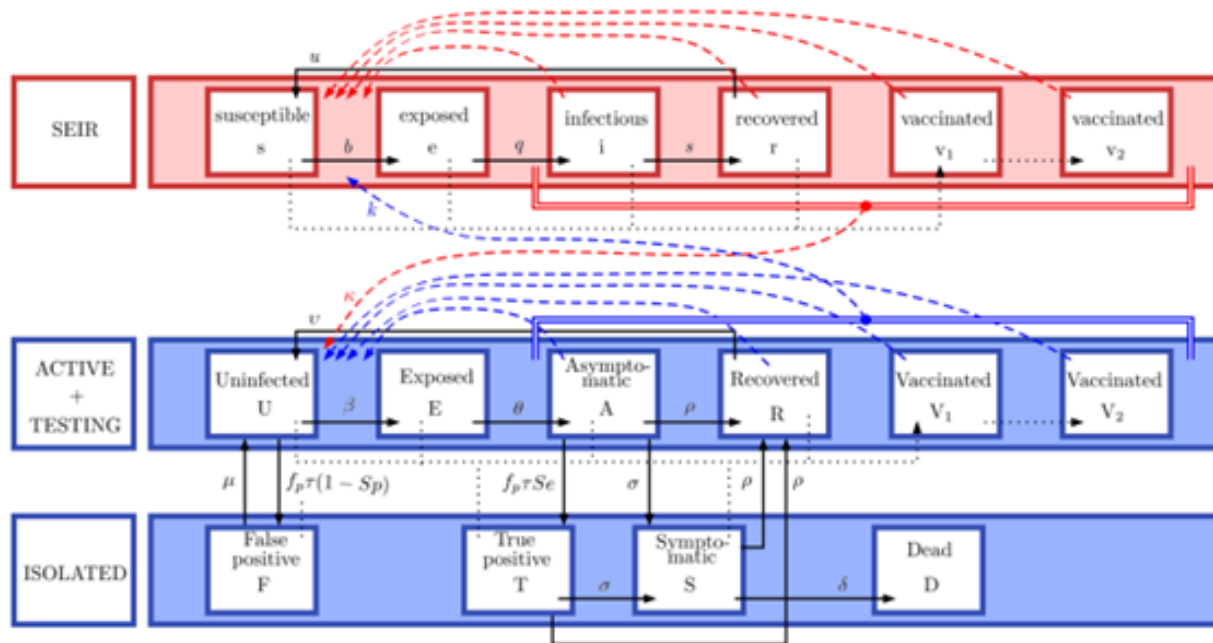 u
SEIR
susceptible
s
b
exposed
e
q
infectious
i
s
recovered
r
vaccinated
v₁
vaccinated
v₂
k
κ
υ
ACTIVE
+
TESTING
Uninfected
U
β
Exposed
E
θ
Asympto-
matic
A
ρ
Recovered
R
Vaccinated
V₁
Vaccinated
V₂
μ
fₚτ(1 − Sp)
fₚτSe
σ
ρ
ρ
ISOLATED
False
positive
F
True
positive
T
σ
Sympto-
matic
S
δ
Dead
D